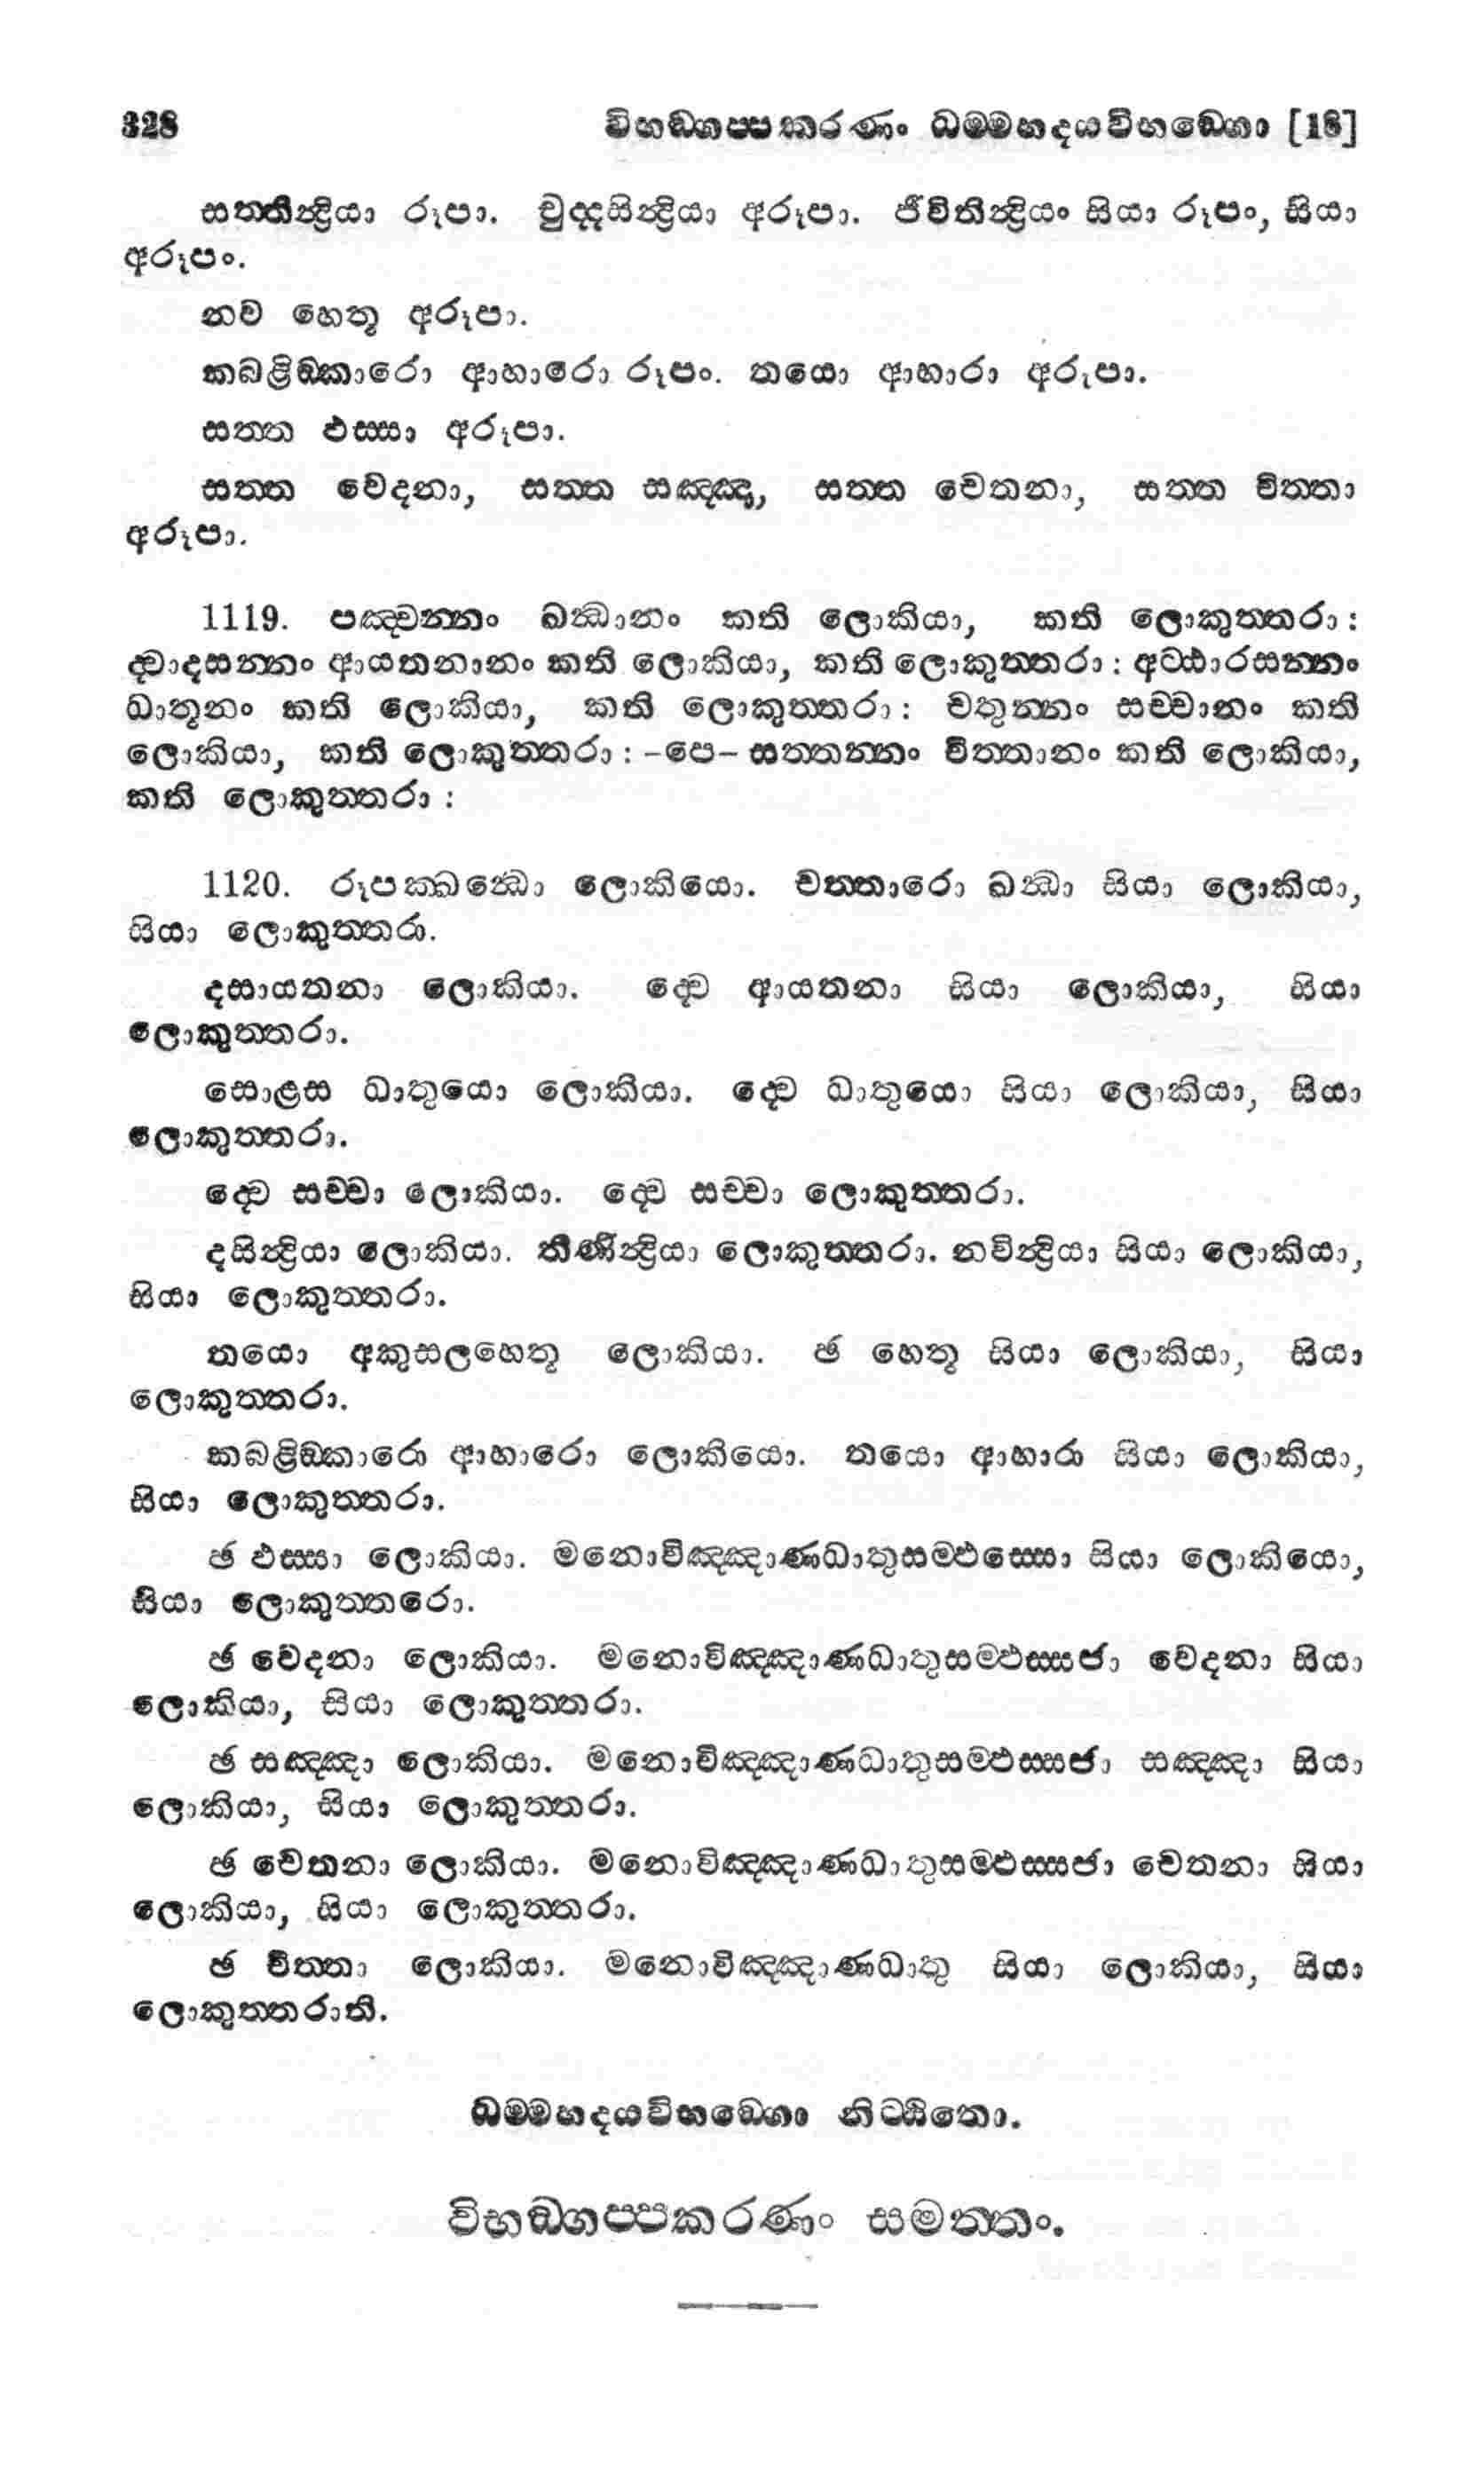 328 විභඞ්ගප්පකරණං ධම්මහදයවිභඞ්ගො [18]
සත්තින්ද්‍රියා රූපා. චුද්දසින්ද්‍රියා අරූපා. ජීවිතින්ද්‍රියං සියා රූපං, සියා
අරූපං.
නව හෙතූ අරූපා.
කබළිඞ්කාරො ආහාරො රූපං. තයො ආහාරා අරූපා.
සත්ත ඵස්සා අරූපා.
සත්ත වෙදනා, සත්ත සඤ්ඤා, සත්ත චෙතනා, සත්ත චිත්තා
අරූපා.
1119. පඤ්චන්නං ඛන්ධානං කති ලොකියා, කති ලොකුත්තරා :
ද්වාදසන්නං ආයතනානං කති ලොකියා, කති ලොකුත්තරා : අට්ඨාරසන්නං
ධාතූනං කති ලොකියා, කති ලොකුත්තරා : චතුන්නං සච්චානං කති
ලොකියා, කති ලොකුත්තරා : -පෙ- සත්තන්නං චිත්තානං කති ලොකියා,
කති ලොකුත්තරා :
1120. රූපක්ඛන්ධො ලොකියො. චත්තාරො ඛන්ධා සියා ලොකියා,
සියා ලොකුත්තරා.
දසායතනා ලොකියා. ද්වෙ ආයතනා සියා ලොකියා, සියා
ලොකුත්තරා.
සොළස ධාතුයො ලොකියා. ද්වෙ ධාතුයො සියා ලොකියා, සියා
ලොකුත්තරා.
ද්වෙ සච්චා ලොකියා. ද්වෙ සච්චා ලොකුත්තරා.
දසින්ද්‍රියා ලොකියා. තීණින්ද්‍රියා ලොකුත්තරා. නවින්ද්‍රියා සියා ලොකියා,
සියා ලොකුත්තරා.
තයො අකුසලහෙතූ ලොකියා. ඡ හෙතූ සියා ලොකියා, සියා
ලොකුත්තරා.
කබළිඞ්කාරො ආහාරො ලොකියො. තයො ආහාරා සියා ලොකියා,
සියා ලොකුත්තරා.
ඡ ඵස්සා ලොකියා. මනොවිඤ්ඤාණධාතුසම්ඵස්සො සියා ලොකියො,
සියා ලොකුත්තරො.
ඡ වෙදනා ලොකියා. මනොවිඤ්ඤාණධාතුසම්ඵස්සජා වෙදනා සියා
ලොකියා, සියා ලොකුත්තරා.
ඡ සඤ්ඤා ලොකියා. මනොවිඤ්ඤාණධාතුසම්ඵස්සජා සඤ්ඤා සියා
ලොකියා, සියා ලොකුත්තරා.
ඡ චෙතනා ලොකියා. මනොවිඤ්ඤාණධාතුසම්ඵස්සජා චෙතනා සියා
ලොකියා, සියා ලොකුත්තරා.
ඡ චිත්තා ලොකියා. මනොවිඤ්ඤාණධාතු සියා ලොකියා, සියා
ලොකුත්තරාති.
ධම්මහදයවිභඞ්ගො නිට්ඨිතො.
විභඞ්ගප්පකරණං සමත්තං.